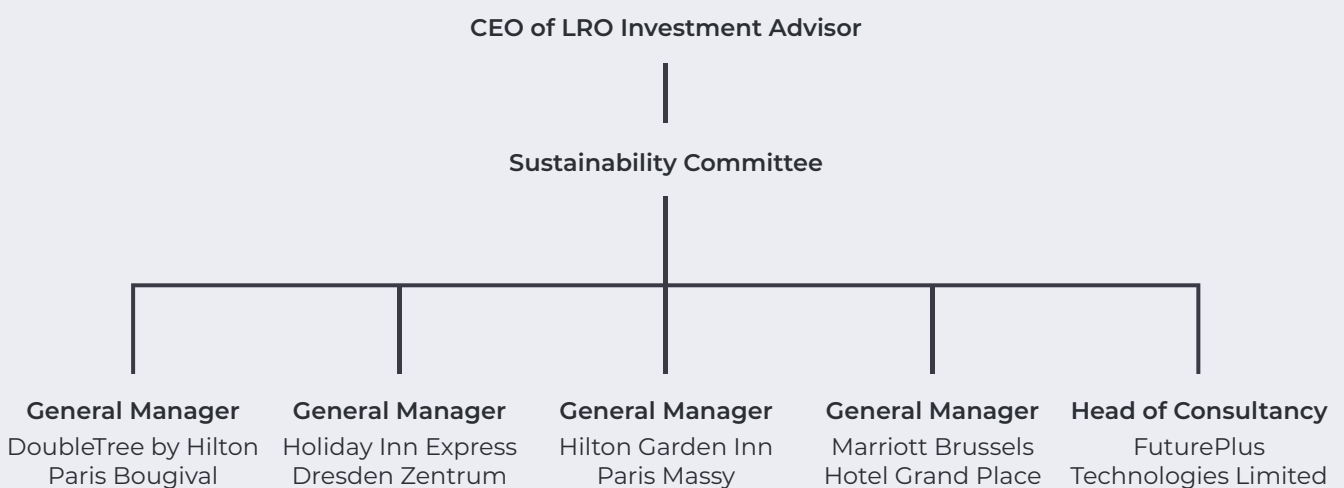 CEO of LRO Investment Advisor
Sustainability Committee
General Manager
DoubleTree by Hilton
Paris Bougival
General Manager
Holiday Inn Express
Dresden Zentrum
General Manager
Hilton Garden Inn
Paris Massy
General Manager
Marriott Brussels
Hotel Grand Place
Head of Consultancy
FuturePlus
Technologies Limited